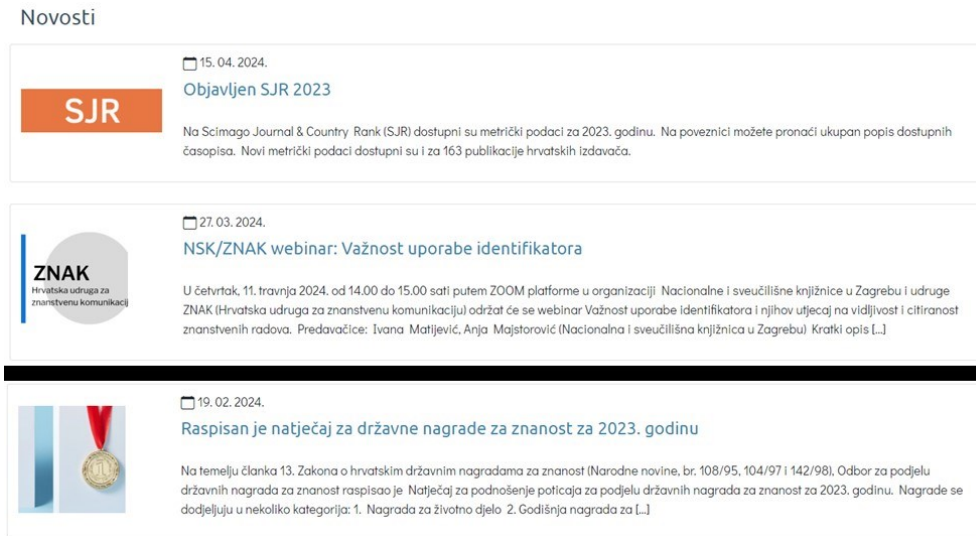 Novosti
15. 04. 2024.
Objavljen SJR 2023
SJR
Na Scimago Journal & Country Rank (SJR) dostupni su metrički podaci za 2023. godinu. Na poveznici možete pronaći ukupan popis dostupnih
časopisa. Novi metrički podaci dostupni su i za 163 publikacije hrvatskih izdavača.
27. 03. 2024.
NSK/ZNAK webinar: Važnost uporabe identifikatora
ZNAK
Hrvatska udruga za
znanstvenu komunikacij
U četvrtak, 11. travnja 2024. od 14.00 do 15.00 sati putem ZOOM platforme u organizaciji Nacionalne i sveučilišne knjižnice u Zagrebu i udruge
ZNAK (Hrvatska udruga za znanstvenu komunikaciju) održat će se webinar Važnost uporabe identifikatora i njihov utjecaj na vidljivost i citiranost
znanstvenih radova. Predavačice: Ivana Matijević, Anja Majstorović (Nacionalna i sveučilišna knjižnica u Zagrebu) Kratki opis [...]
19. 02. 2024.
Raspisan je natječaj za državne nagrade za znanost za 2023. godinu
1
Na temelju članka 13. Zakona o hrvatskim državnim nagradama za znanost (Narodne novine, br. 108/95, 104/97 i 142/98), Odbor za podjelu
državnih nagrada za znanost raspisao je Natječaj za podnošenje poticaja za podjelu državnih nagrada za znanost za 2023. godinu. Nagrade se
dodjeljuju u nekoliko kategorija: 1. Nagrada za životno djelo 2. Godišnja nagrada za [...]